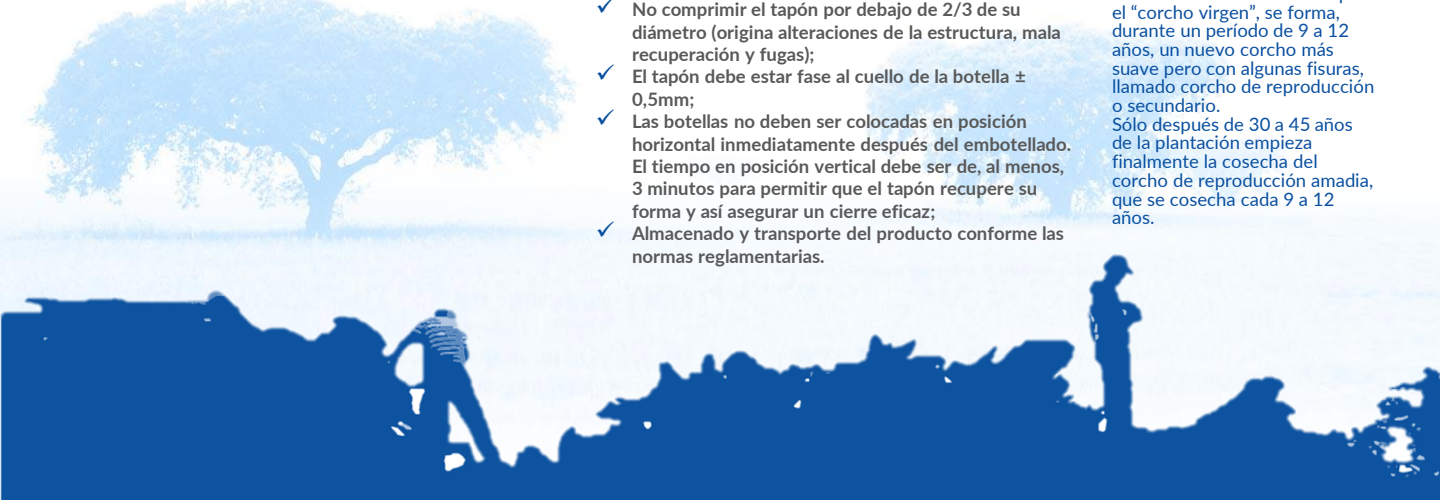 No comprimir el tapón por debajo de 2/3 de su
diámetro (origina alteraciones de la estructura, mala
recuperación y fugas);
El tapón debe estar fase al cuello de la botella ±
0,5mm;
Las botellas no deben ser colocadas en posición
horizontal inmediatamente después del embotellado.
El tiempo en posición vertical debe ser de, al menos,
3 minutos para permitir que el tapón recupere su
forma y así asegurar un cierre eficaz;
Almacenado y transporte del producto conforme las
normas reglamentarias.
el “corcho virgen”, se forma,
durante un período de 9 a 12
años, un nuevo corcho más
suave pero con algunas fisuras,
llamado corcho de reproducción
o secundario.
Sólo después de 30 a 45 años
de la plantación empieza
finalmente la cosecha del
corcho de reproducción amadia,
que se cosecha cada 9 a 12
años.